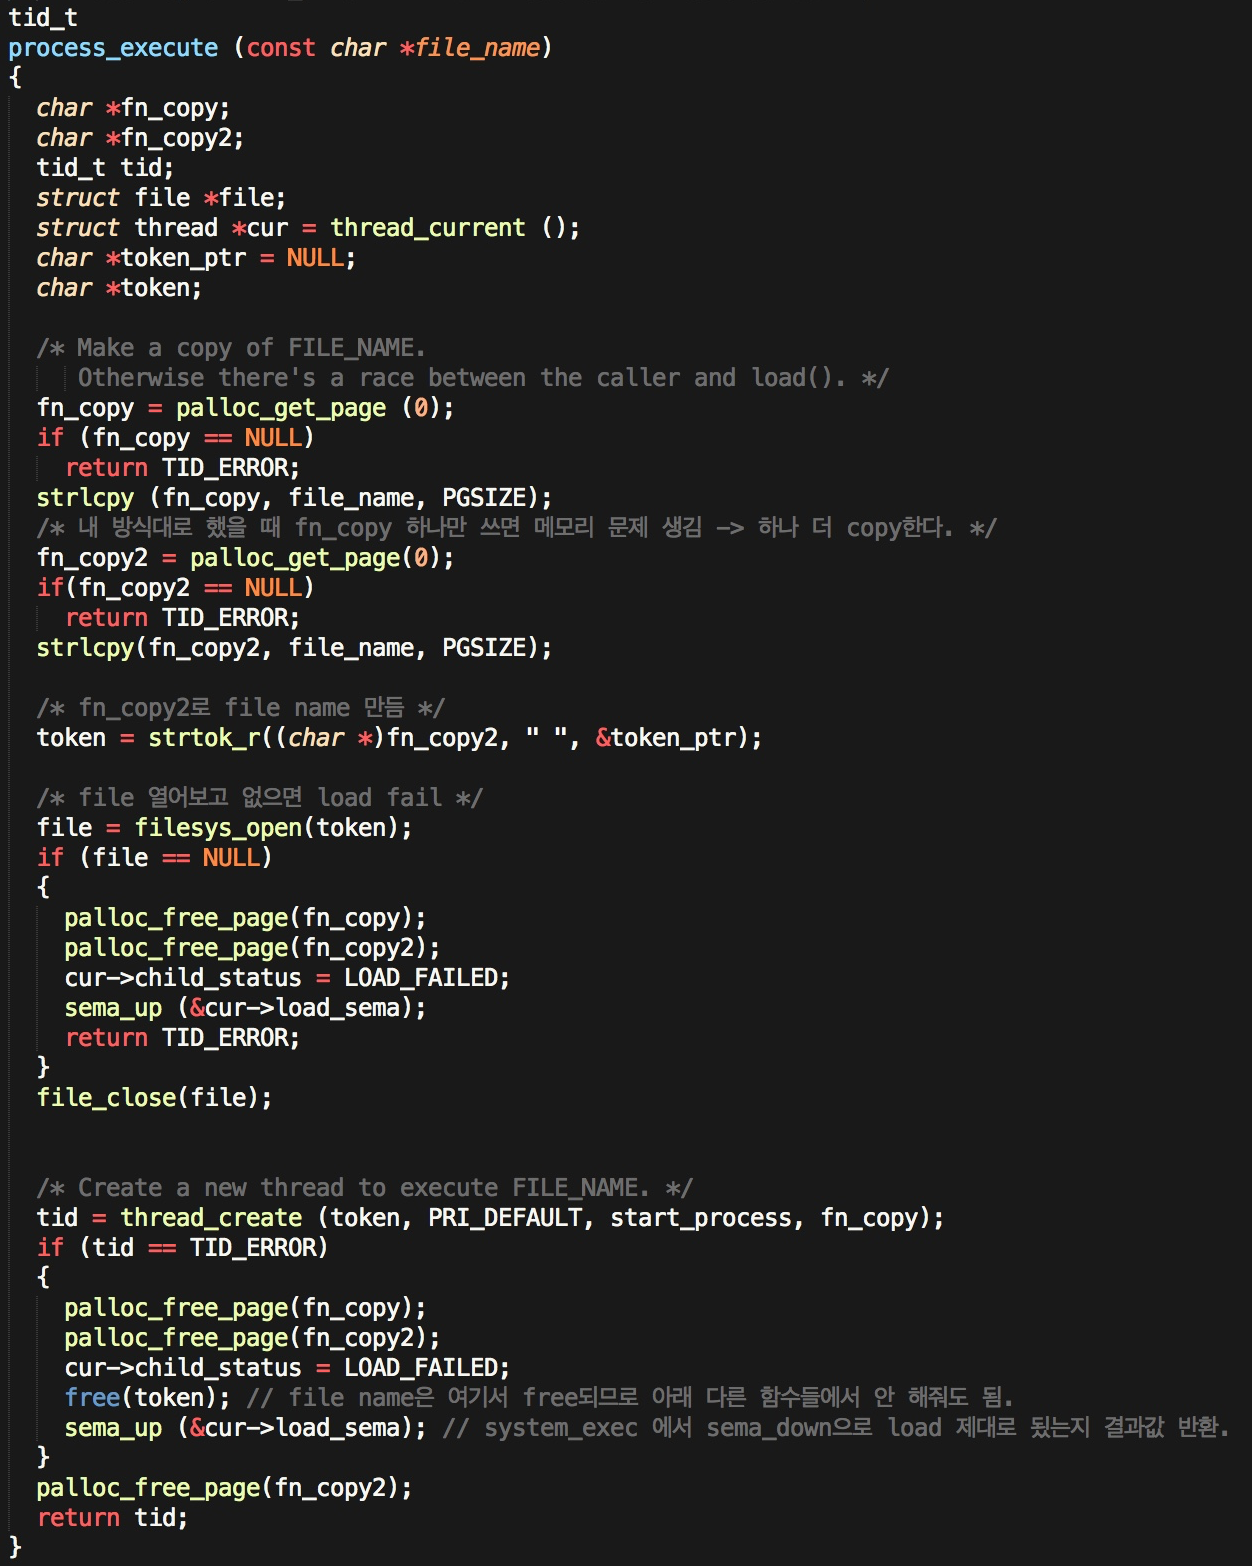 tid_t
process_execute (const char *file_name)
{
  char *fn_copy;
  char *fn_copy2;
  tid_t tid;
  struct file *file;
  struct thread *cur = thread_current ();
  char *token_ptr = NULL;
  char *token;

  /* Make a copy of FILE_NAME.
     Otherwise there's a race between the caller and load(). */
  fn_copy = palloc_get_page (0);
  if (fn_copy == NULL)
    return TID_ERROR;
  strlcpy (fn_copy, file_name, PGSIZE);
  /* 내 방식대로 했을 때 fn_copy 하나만 쓰면 메모리 문제 생김 -> 하나 더 copy한다. */
  fn_copy2 = palloc_get_page(0);
  if(fn_copy2 == NULL)
    return TID_ERROR;
  strlcpy(fn_copy2, file_name, PGSIZE);

  /* fn_copy2로 file name 만듬 */
  token = strtok_r((char *)fn_copy2, " ", &token_ptr);

  /* file 열어보고 없으면 load fail */
  file = filesys_open(token);
  if (file == NULL)
  {
    palloc_free_page(fn_copy);
    palloc_free_page(fn_copy2);
    cur->child_status = LOAD_FAILED;
    sema_up (&cur->load_sema);
    return TID_ERROR;
  }
  file_close(file);


  /* Create a new thread to execute FILE_NAME. */
  tid = thread_create (token, PRI_DEFAULT, start_process, fn_copy);
  if (tid == TID_ERROR)
  {
    palloc_free_page(fn_copy);
    palloc_free_page(fn_copy2);
    cur->child_status = LOAD_FAILED;
    free(token); // file name은 여기서 free되므로 아래 다른 함수들에서 안 해줘도 됨.
    sema_up (&cur->load_sema); // system_exec 에서 sema_down으로 load 제대로 됬는지 결과값 반환.
  }
  palloc_free_page(fn_copy2);
  return tid;
}